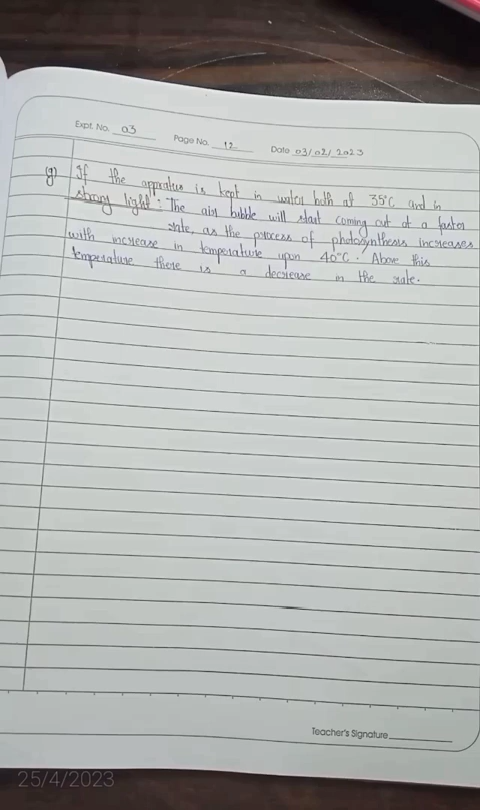 Expt. No. 03 Page No. 12 Date 03/02/2023
(g) If the apparatus is kept in water bath at 35°C and in
strong light : The air bubble will start coming out at a faster
rate, as the process of photosynthesis increases
with increase in temperature upon 40°C. Above this
temperature there is a decrease in the rate.
Teacher's Signature
25/4/2023